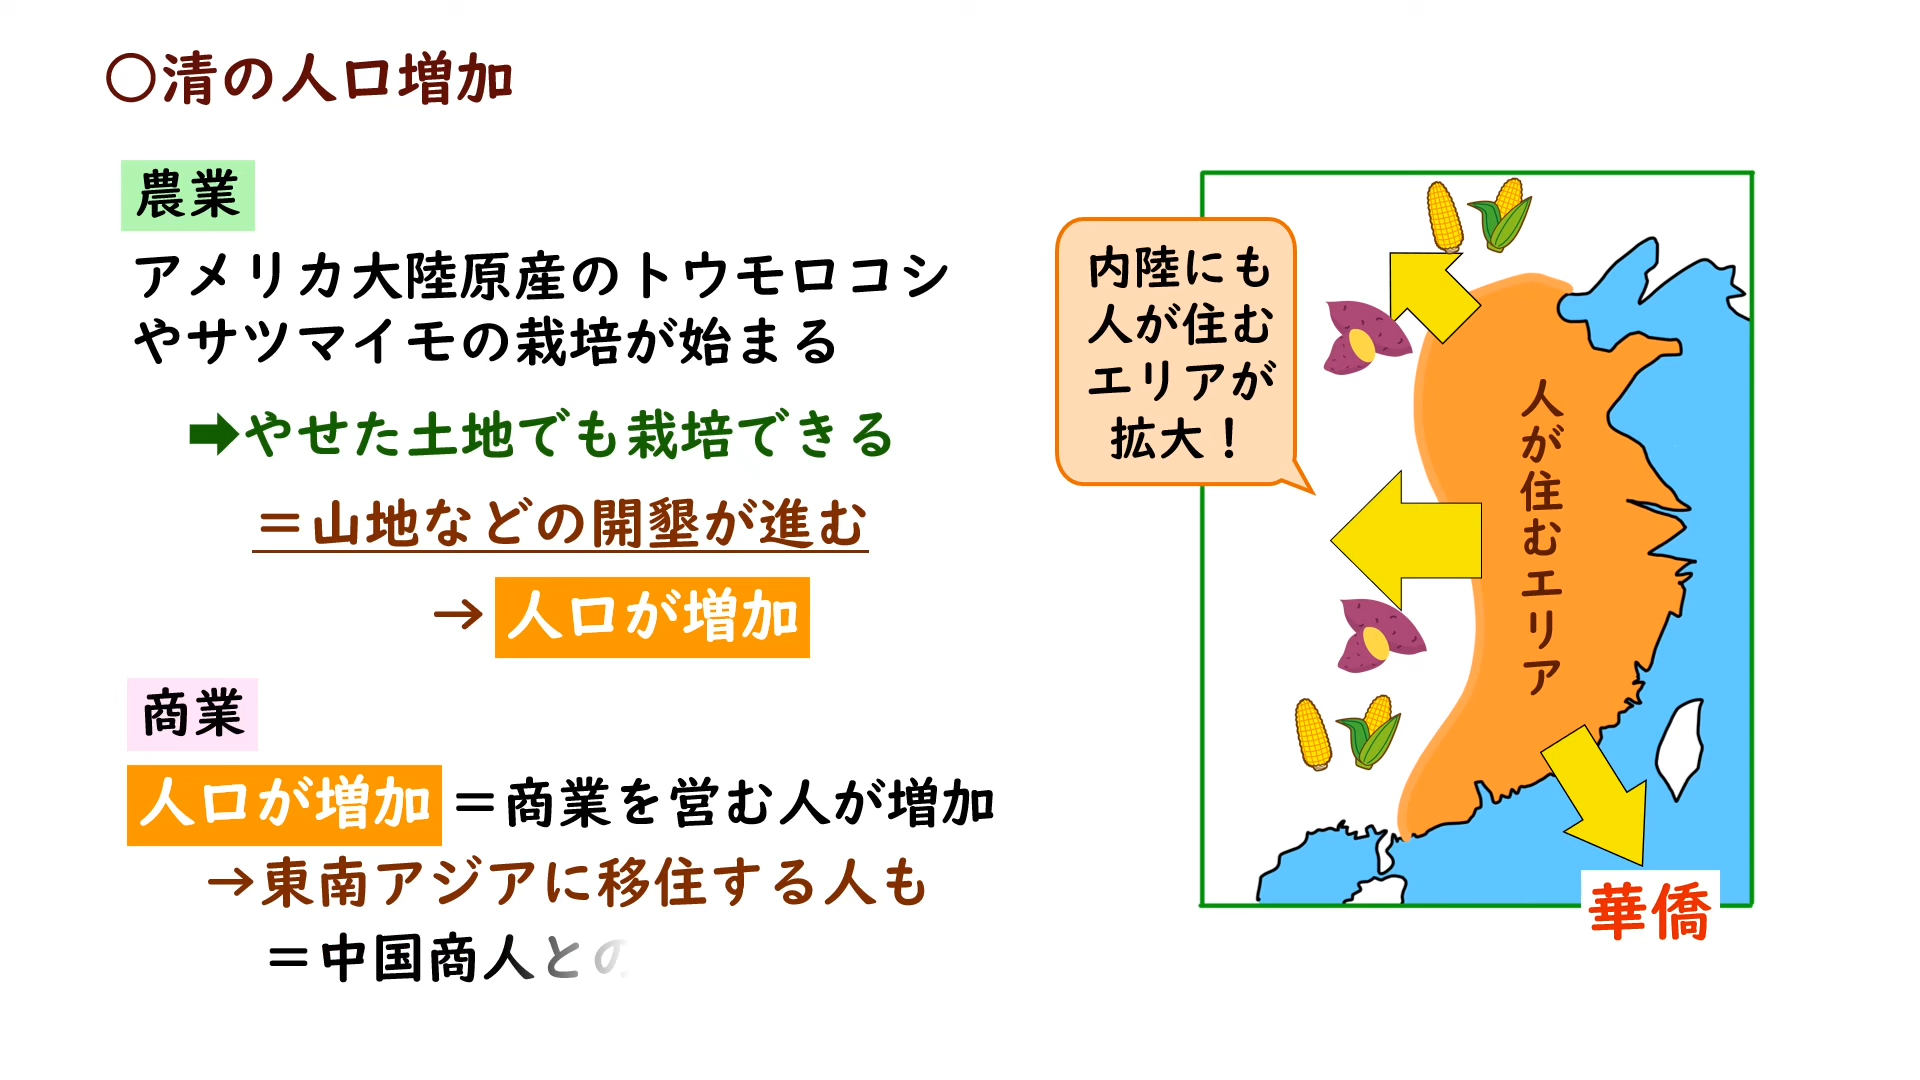 〇清の人口増加
農業
アメリカ大陸原産のトウモロコシ
やサツマイモの栽培が始まる
➡やせた土地でも栽培できる
＝山地などの開墾が進む
→人口が増加
商業
人口が増加＝商業を営む人が増加
→東南アジアに移住する人も
＝中国商人との
内陸にも
人が住む
エリアが
拡大！
人が住むエリア
華僑